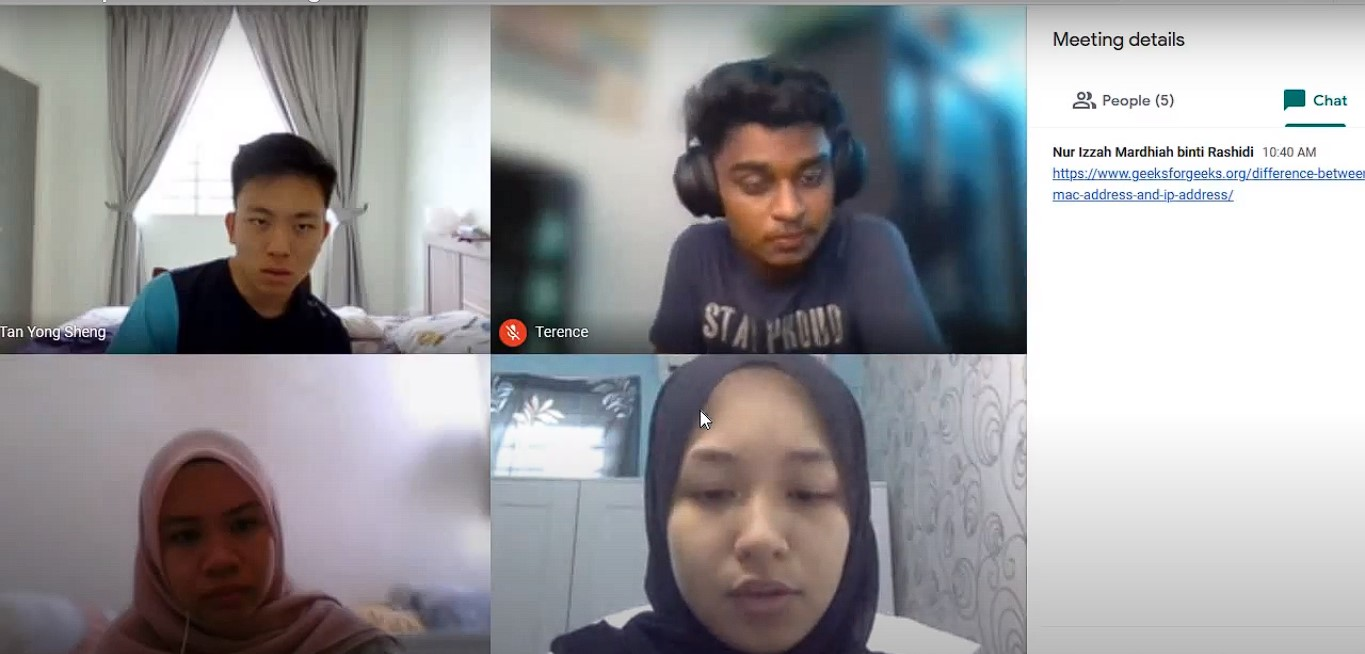 Meeting details
People (5)
Chat
Nur Izzah Mardhiah binti Rashidi 10:40 AM
https://www.geeksforgeeks.org/difference-between
mac-address-and-ip-address/
Tan Yong Sheng
Terence
STAY PROUD